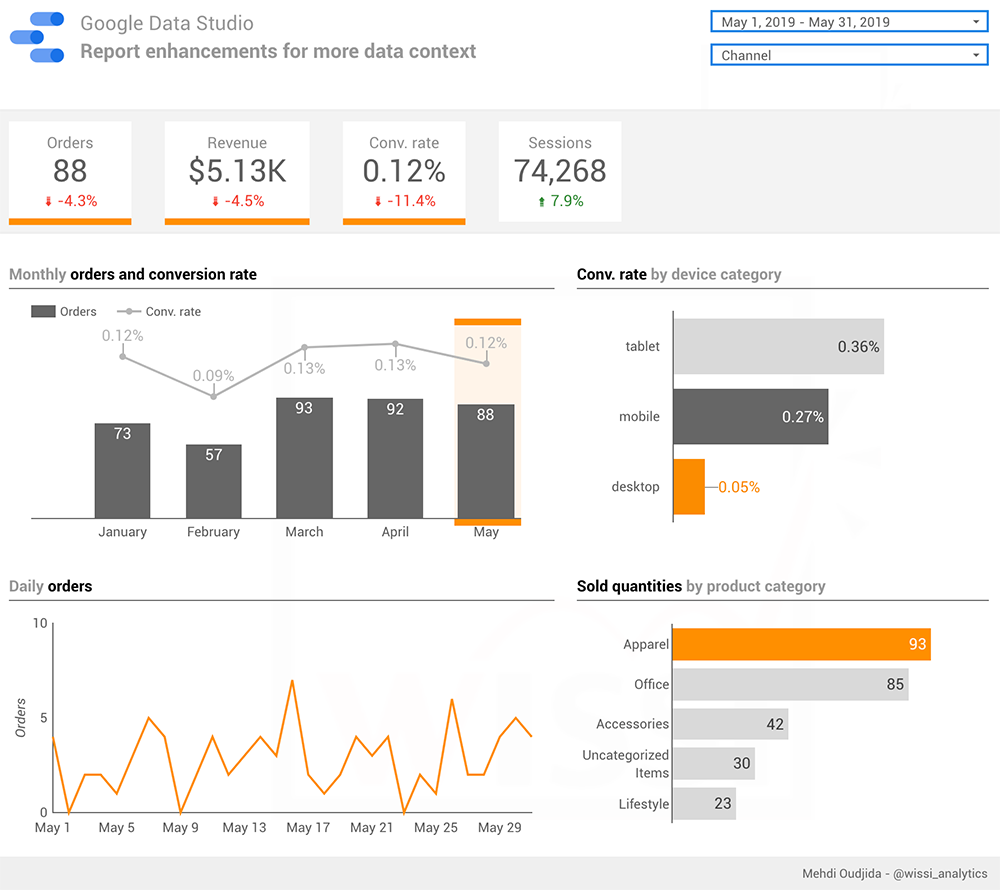 Google Data Studio
Report enhancements for more data context
May 1, 2019 - May 31, 2019
Channel
Orders
88
-4.3%
Revenue
$5.13K
-4.5%
Conv. rate
0.12%
-11.4%
Sessions
74,268
7.9%
Monthly orders and conversion rate
Orders
Conv. rate
0.12%
0.09%
0.13%
0.13%
0.12%
73
57
93
92
88
January
February
March
April
May
Conv. rate by device category
tablet
0.36%
mobile
0.27%
desktop
0.05%
Daily orders
Orders
10
5
0
May 1
May 5
May 9
May 13
May 17
May 21
May 25
May 29
Sold quantities by product category
Apparel
93
Office
85
Accessories
42
Uncategorized
Items
30
Lifestyle
23
Mehdi Oudjida - @wissi_analytics